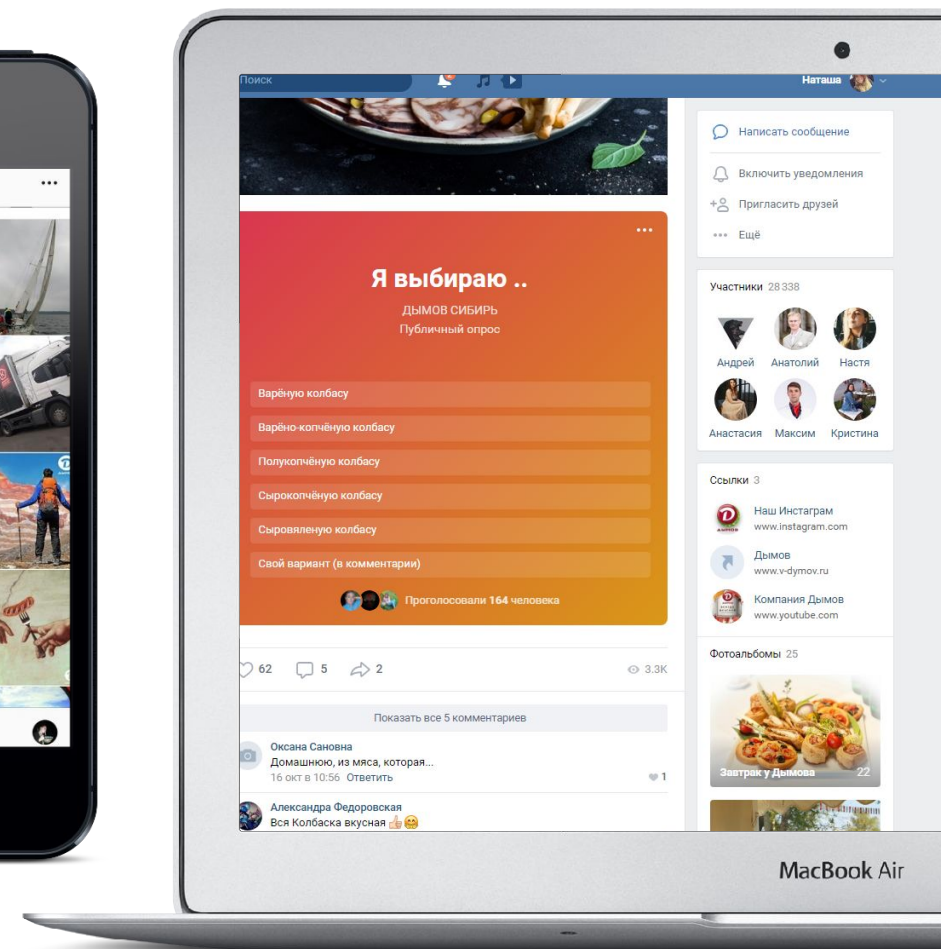 Поиск
Наташа
Я выбираю ..
ДЫМОВ СИБИРЬ
Публичный опрос
Варёную колбасу
Варёно-копчёную колбасу
Полукопчёную колбасу
Сырокопчёную колбасу
Сыровяленую колбасу
Свой вариант (в комментарии)
Проголосовали 164 человека
62 5 2 3.3K
Показать все 5 комментариев
Оксана Сановна
Домашнюю, из мяса, которая...
16 окт в 10:56 Ответить 1
Александра Федоровская
Вся Колбаска вкусная
Написать сообщение
Включить уведомления
Пригласить друзей
Ещё
Участники 28 338
Андрей Анатолий Настя
Анастасия Максим Кристина
Ссылки 3
Наш Инстаграм
www.instagram.com
Дымов
www.v-dymov.ru
Компания Дымов
www.youtube.com
Фотоальбомы 25
Завтрак у Дымова 22
MacBook Air